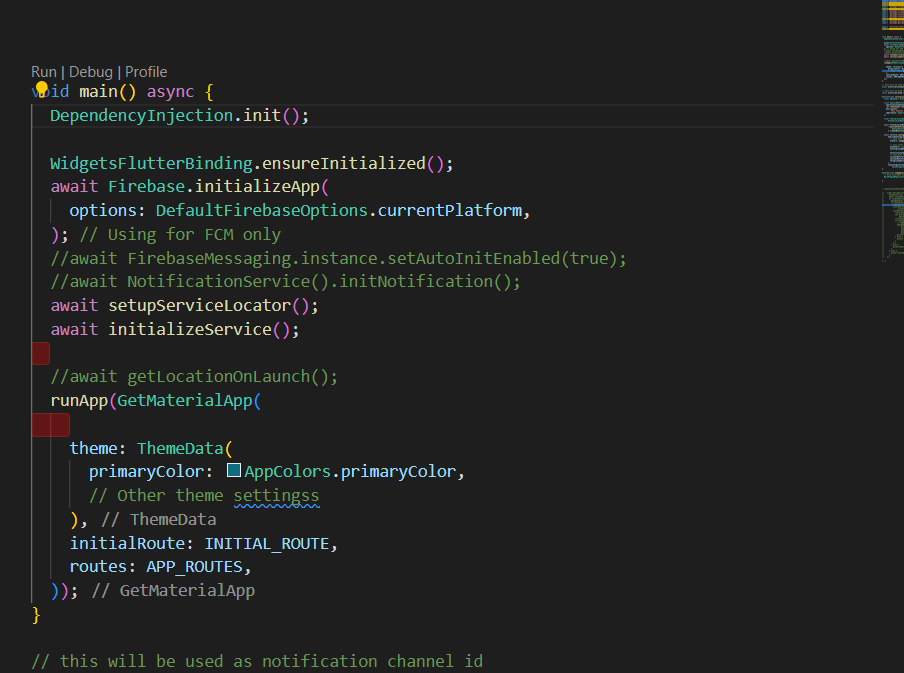 Run | Debug | Profile
void main() async {
DependencyInjection.init();
WidgetsFlutterBinding.ensureInitialized();
await Firebase.initializeApp(
options: DefaultFirebaseOptions.currentPlatform,
); // Using for FCM only
//await FirebaseMessaging.instance.setAutoInitEnabled(true);
//await NotificationService().initNotification();
await setupServiceLocator();
await initializeService();
//await getLocationOnLaunch();
runApp(GetMaterialApp(
theme: ThemeData(
primaryColor: AppColors.primaryColor,
// Other theme settingss
), // ThemeData
initialRoute: INITIAL_ROUTE,
routes: APP_ROUTES,
)); // GetMaterialApp
}
// this will be used as notification channel id